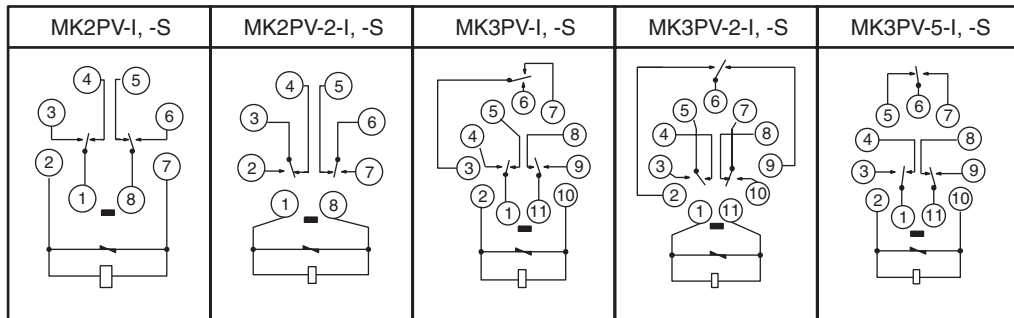 MK2PV-I, -S MK2PV-2-I, -S MK3PV-I, -S MK3PV-2-I, -S MK3PV-5-I, -S
4 5 3 6 2 7 1 8
4 5 3 6 2 7 1 8
6 7 5 8 4 9 3 2 10 1 11
6 5 7 4 8 3 9 2 10 1 11
5 6 7 4 8 3 9 2 10 1 11